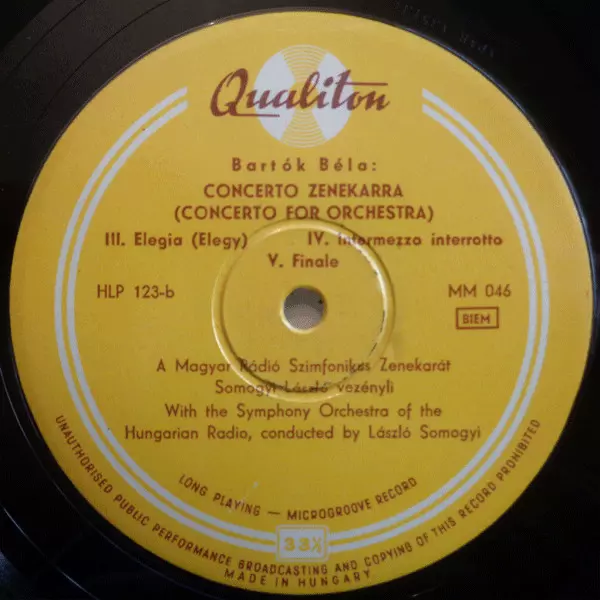 Qualiton
Bartók Béla:
CONCERTO ZENEKARRA
(CONCERTO FOR ORCHESTRA)
III. Elegia (Elegy) IV. Intermezzo interrotto
V. Finale
HLP 123-b MM 046
BIEM
A Magyar Rádió Szimfonikus Zenekarát
Somogyi László vezényli
With the Symphony Orchestra of the
Hungarian Radio, conducted by László Somogyi
LONG PLAYING — MICROGROOVE RECORD
33⅓
UNAUTHORISED PUBLIC PERFORMANCE BROADCASTING AND COPYING OF THIS RECORD PROHIBITED
MADE IN HUNGARY